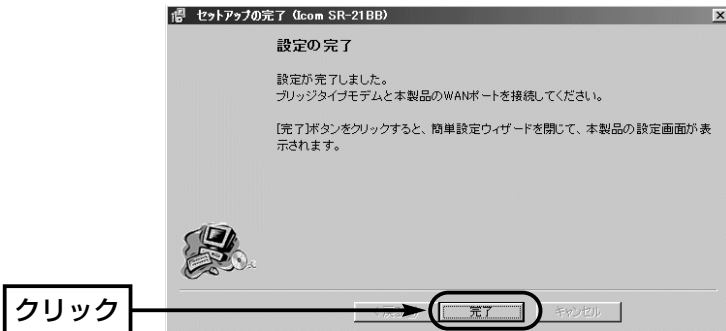 セットアップの完了 (Icom SR-21BB)
設定の完了
設定が完了しました。
ブリッジタイプモデムと本製品のWANポートを接続してください。
[完了]ボタンをクリックすると、簡単設定ウィザードを閉じて、本製品の設定画面が表
示されます。
クリック
完了
キャンセル